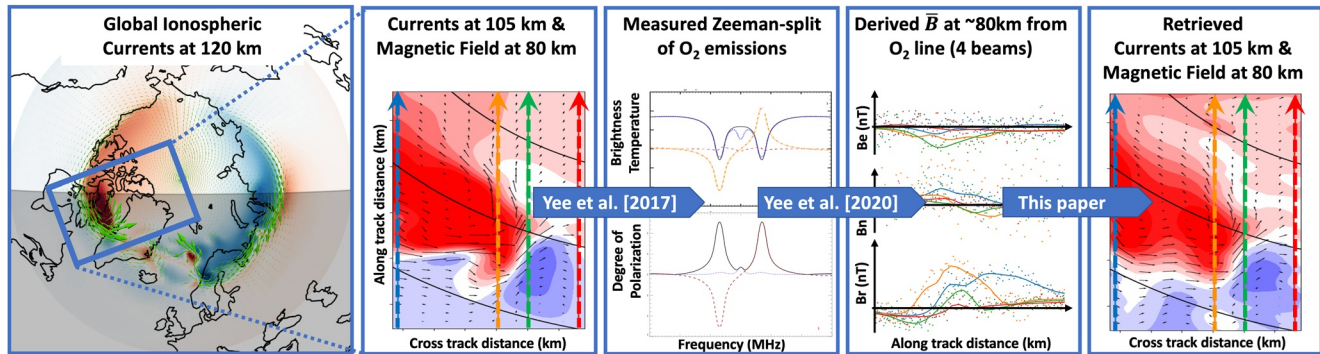 Global Ionospheric
Currents at 120 km
Currents at 105 km &
Magnetic Field at 80 km
Along track distance (km)
Cross track distance (km)
Yee et al. [2017]
Measured Zeeman-split
of O₂ emissions
Brightness
Temperature
Degree of
Polarization
Frequency (MHz)
Yee et al. [2020]
Derived B̅ at ~80km from
O₂ line (4 beams)
Bε (nT)
Bn
Br (nT)
Along track distance (km)
This paper
Retrieved
Currents at 105 km &
Magnetic Field at 80 km
Cross track distance (km)